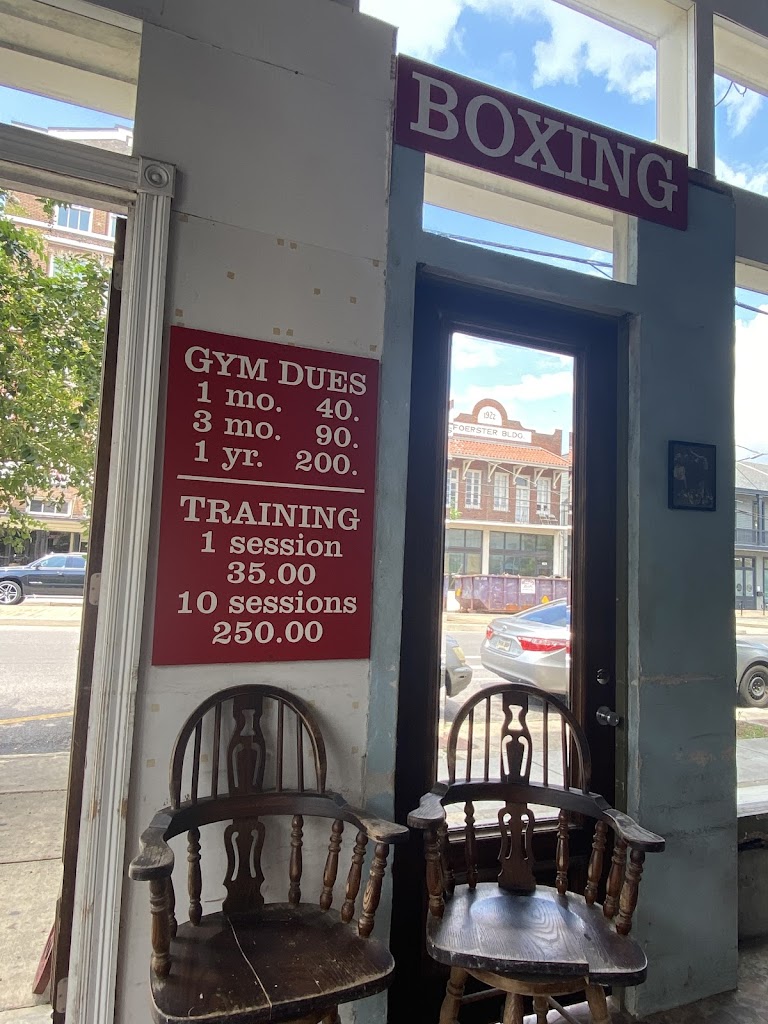 BOXING
GYM DUES
1 mo. 40.
3 mo. 90.
1 yr. 200.
TRAINING
1 session
35.00
10 sessions
250.00
1922
FOERSTER BLDG.